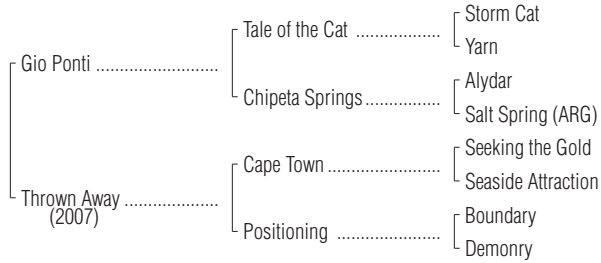 Storm Cat
Tale of the Cat ..................
Yarn
Gio Ponti ..........................
Alydar
Chipeta Springs................
Salt Spring (ARG)
Seeking the Gold
Cape Town ........................
Seaside Attraction
Thrown Away ....................
(2007)
Boundary
Positioning ......................
Demonry